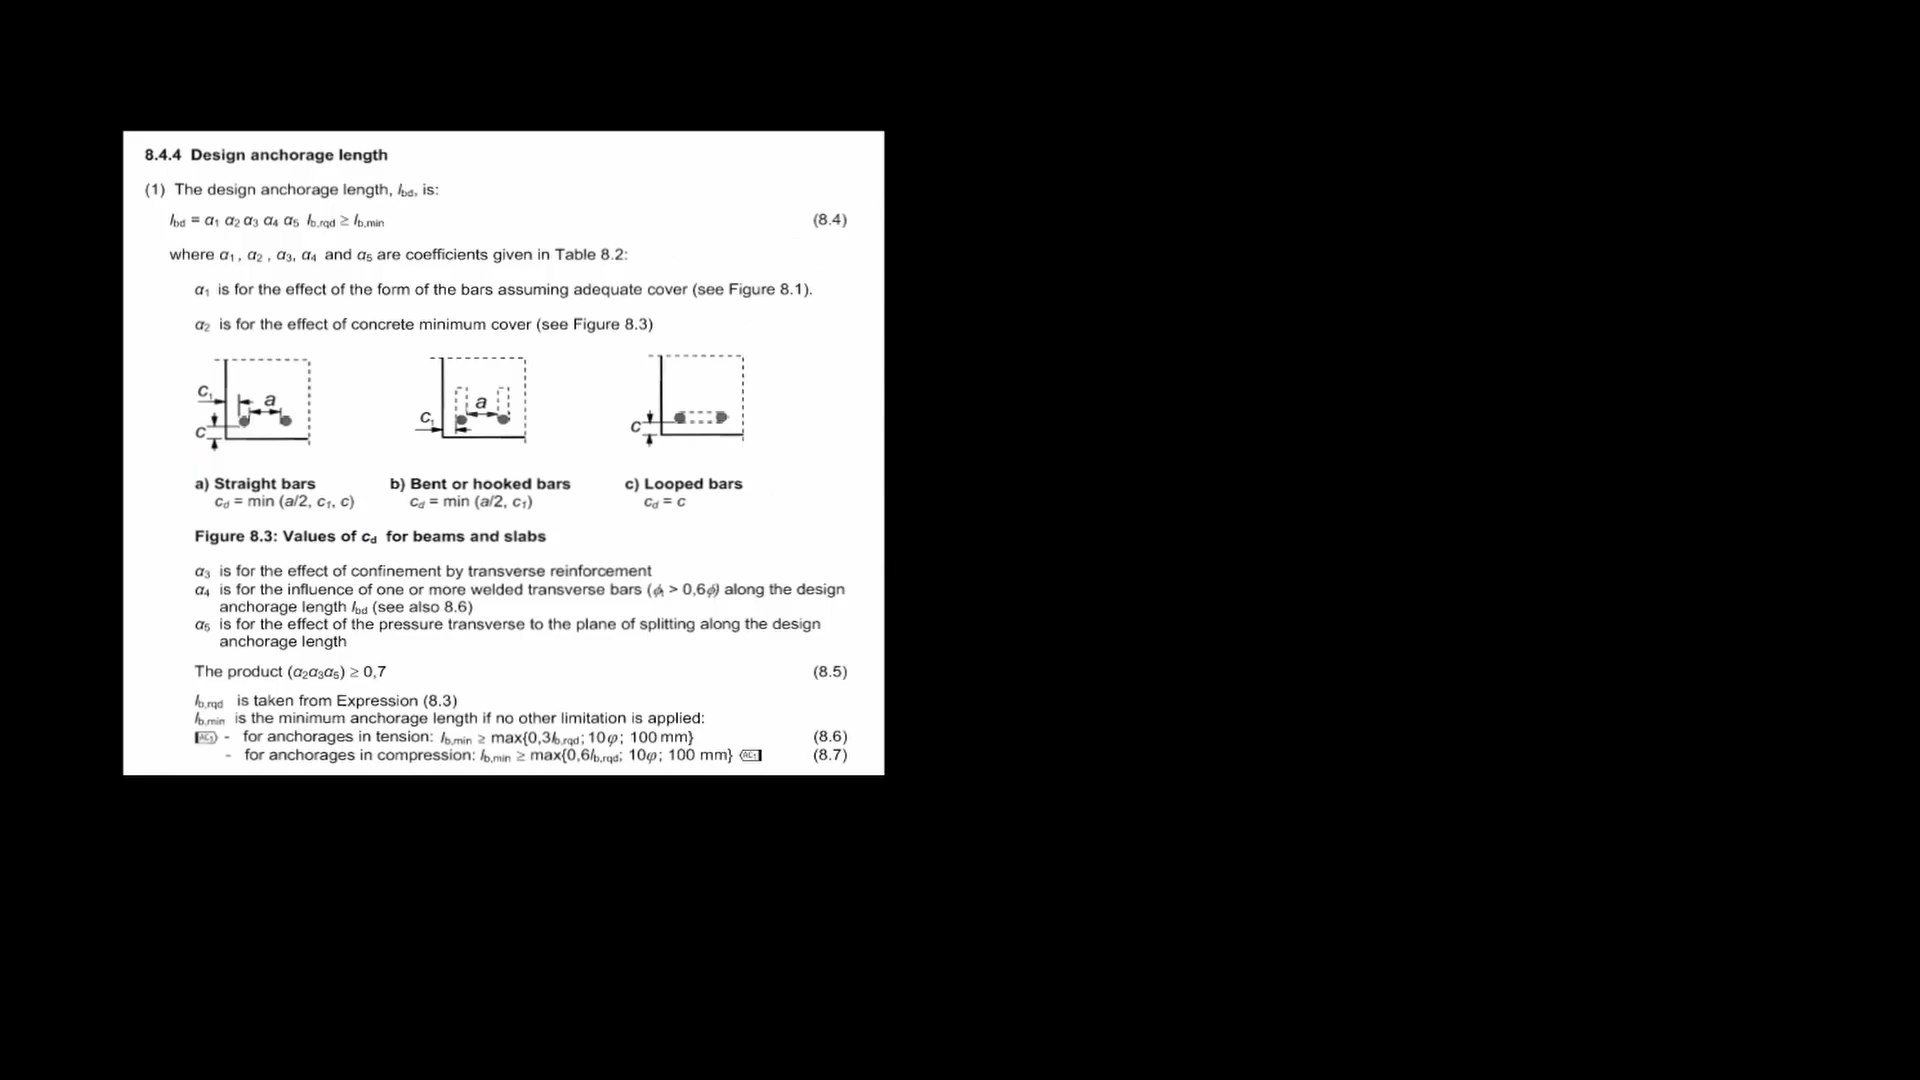 8.4.4 Design anchorage length
(1) The design anchorage length, lbd, is:
lbd = α1 α2 α3 α4 α5 lb,rqd ≥ lb,min (8.4)
where α1 , α2 , α3, α4 and α5 are coefficients given in Table 8.2:
α1 is for the effect of the form of the bars assuming adequate cover (see Figure 8.1).
α2 is for the effect of concrete minimum cover (see Figure 8.3)
c1 a c
c1 a
c
a) Straight bars b) Bent or hooked bars c) Looped bars
cd = min (a/2, c1, c) cd = min (a/2, c1) cd = c
Figure 8.3: Values of cd for beams and slabs
α3 is for the effect of confinement by transverse reinforcement
α4 is for the influence of one or more welded transverse bars (ϕt > 0,6ϕ) along the design
anchorage length lbd (see also 8.6)
α5 is for the effect of the pressure transverse to the plane of splitting along the design
anchorage length
The product (α2α3α5) ≥ 0,7 (8.5)
lb,rqd is taken from Expression (8.3)
lb,min is the minimum anchorage length if no other limitation is applied:
AC1 - for anchorages in tension: lb,min ≥ max{0,3lb,rqd; 10φ; 100 mm} (8.6)
- for anchorages in compression: lb,min ≥ max{0,6lb,rqd; 10φ; 100 mm} AC1 (8.7)